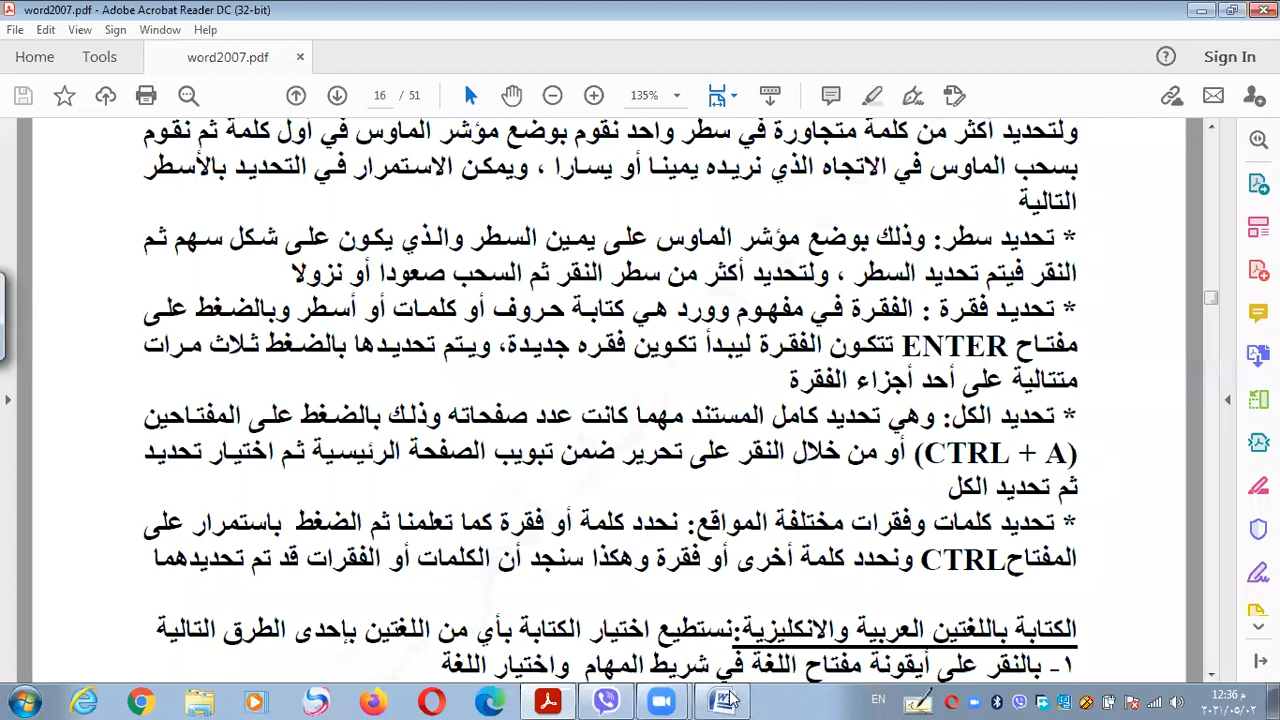 word2007.pdf - Adobe Acrobat Reader DC (32-bit)
File Edit View Sign Window Help
Home Tools word2007.pdf × ? Sign In
16 / 51 135%
ولتحديد أكثر من كلمة متجاورة في سطر واحد نقوم بوضع مؤشر الماوس في أول كلمة ثم نقوم
بسحب الماوس في الاتجاه الذي نريده يمينا أو يسارا ، ويمكن الاستمرار في التحديد بالأسطر
التالية
* تحديد سطر: وذلك بوضع مؤشر الماوس على يمين السطر والذي يكون على شكل سهم ثم
النقر فيتم تحديد السطر ، ولتحديد أكثر من سطر النقر ثم السحب صعودا أو نزولا
* تحديد فقرة : الفقرة في مفهوم وورد هي كتابة حروف أو كلمات أو أسطر وبالضغط على
مفتاح ENTER تتكون الفقرة ليبدأ تكوين فقره جديدة، ويتم تحديدها بالضغط ثلاث مرات
متتالية على أحد أجزاء الفقرة
* تحديد الكل: وهي تحديد كامل المستند مهما كانت عدد صفحاته وذلك بالضغط على المفتاحين
(CTRL + A) أو من خلال النقر على تحرير ضمن تبويب الصفحة الرئيسية ثم اختيار تحديد
ثم تحديد الكل
* تحديد كلمات وفقرات مختلفة المواقع: نحدد كلمة أو فقرة كما تعلمنا ثم الضغط باستمرار على
المفتاح CTRL ونحدد كلمة أخرى أو فقرة وهكذا سنجد أن الكلمات أو الفقرات قد تم تحديدهما
الكتابة باللغتين العربية والانكليزية:نستطيع اختيار الكتابة بأي من اللغتين بإحدى الطرق التالية
١- بالنقر على أيقونة مفتاح اللغة في شريط المهام واختيار اللغة
EN
12:36 م
٢٠٢١/٠٥/٠٢